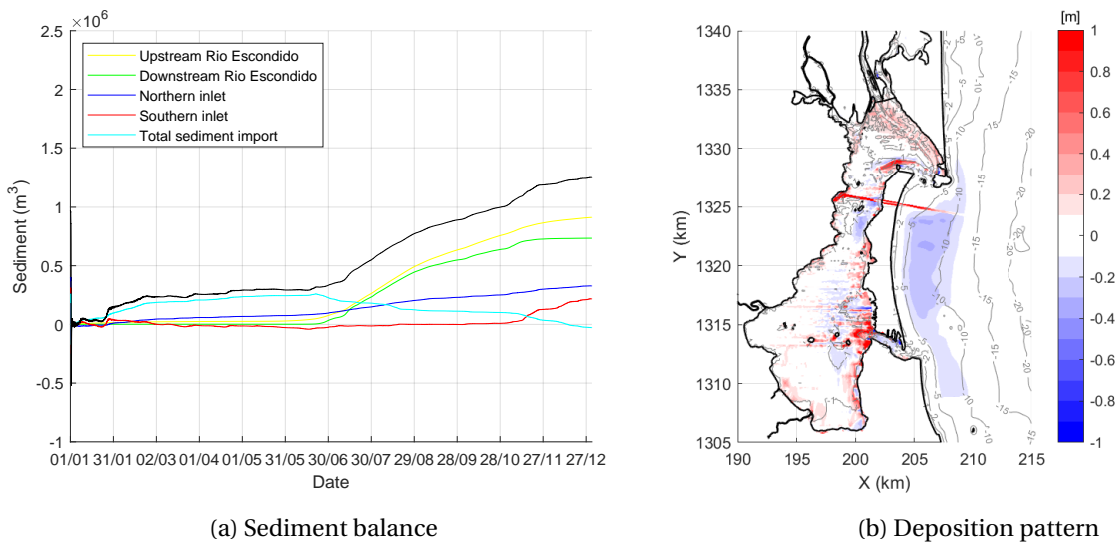 ×10⁶
2.5
2
1.5
1
0.5
0
-0.5
-1
Sediment (m³)
Upstream Rio Escondido
Downstream Rio Escondido
Northern inlet
Southern inlet
Total sediment import
01/01 31/01 02/03 01/04 01/05 31/05 30/06 30/07 29/08 28/09 28/10 27/11 27/12
Date
(a) Sediment balance
1340
1335
1334
1330
1329
1325
1320
1315
1310
1305
Y (km)
190 195 200 205 210 215
X (km)
[m]
1
0.8
0.6
0.4
0.2
0
-0.2
-0.4
-0.6
-0.8
-1
(b) Deposition pattern